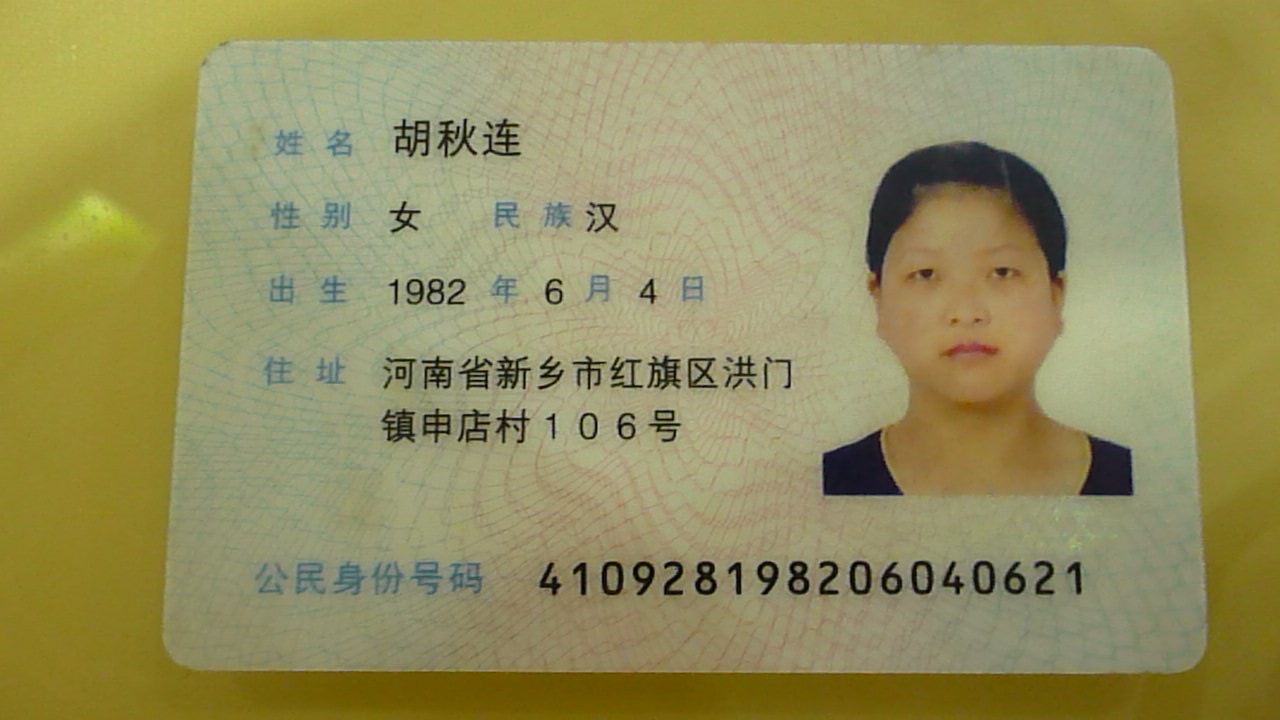 姓名 胡秋连
性别 女 民族 汉
出生 1982 年 6 月 4 日
住址 河南省新乡市红旗区洪门
镇申店村106号
公民身份号码 410928198206040621